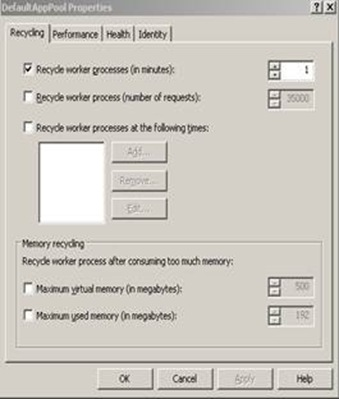 DefaultAppPool Properties
Recycling Performance Health Identity
Recycle worker processes (in minutes): 1
Recycle worker process (number of requests): 35000
Recycle worker processes at the following times:
Add...
Remove...
Edit...
Memory recycling
Recycle worker process after consuming too much memory:
Maximum virtual memory (in megabytes): 500
Maximum used memory (in megabytes): 192
OK Cancel Apply Help